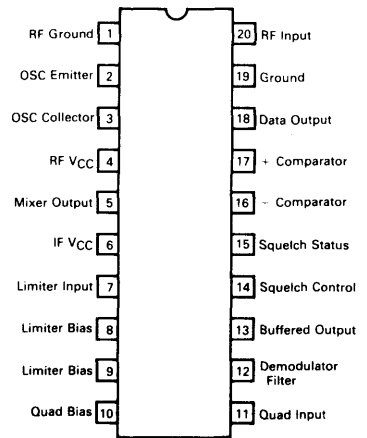 RF Ground 1 20 RF Input
OSC Emitter 2 19 Ground
OSC Collector 3 18 Data Output
RF VCC 4 17 + Comparator
Mixer Output 5 16 − Comparator
IF VCC 6 15 Squelch Status
Limiter Input 7 14 Squelch Control
Limiter Bias 8 13 Buffered Output
Limiter Bias 9 12 Demodulator
Filter
Quad Bias 10 11 Quad Input